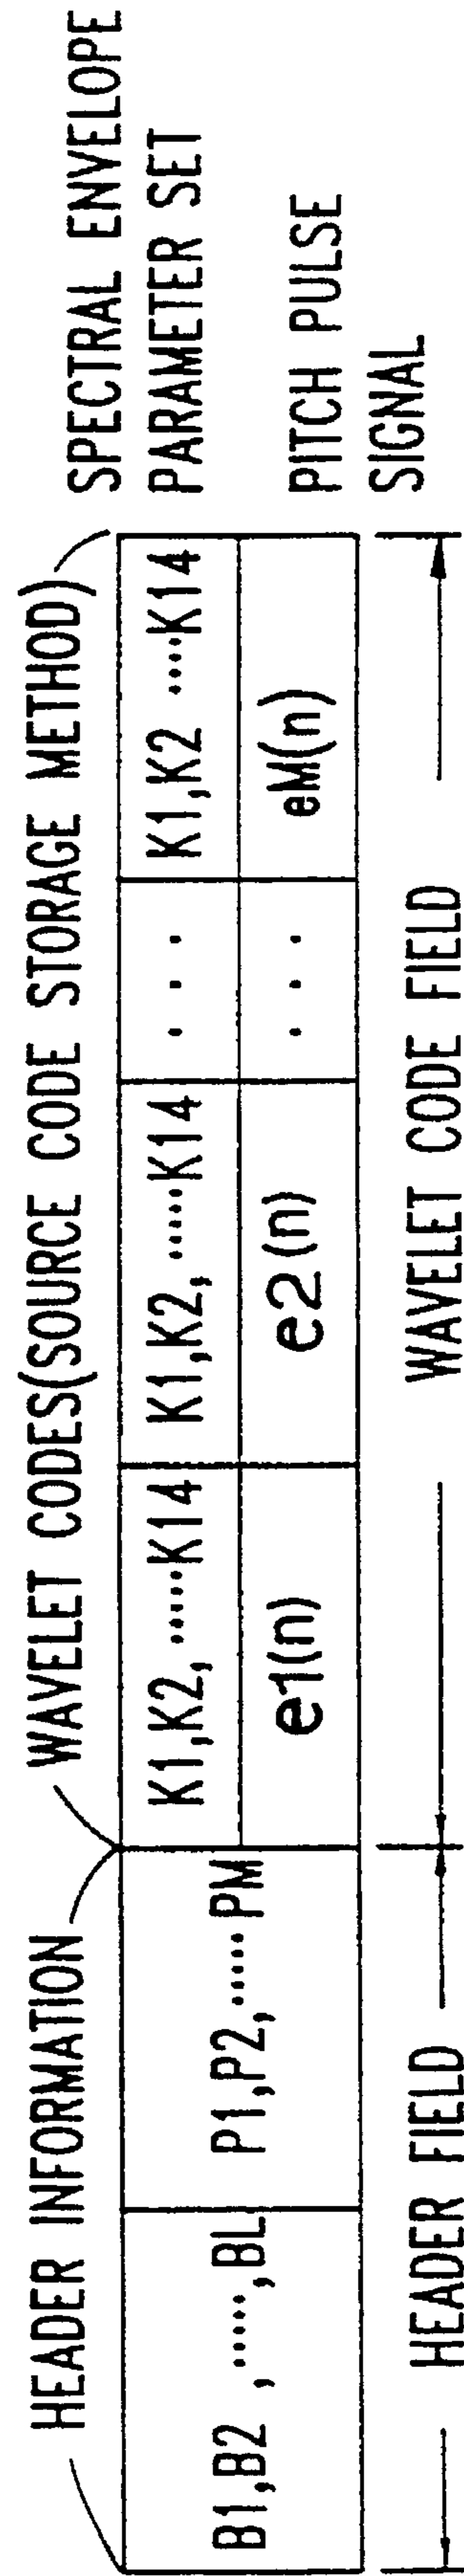 HEADER INFORMATION
WAVELET CODES(SOURCE CODE STORAGE METHOD)
B1,B2 ,·····,BL
P1,P2,·····PM
K1,K2,·····K14
K1,K2,·····K14
· · ·
K1,K2 ····K14
SPECTRAL ENVELOPE
PARAMETER SET
e1(n)
e2(n)
· · ·
eM(n)
PITCH PULSE
SIGNAL
HEADER FIELD
WAVELET CODE FIELD